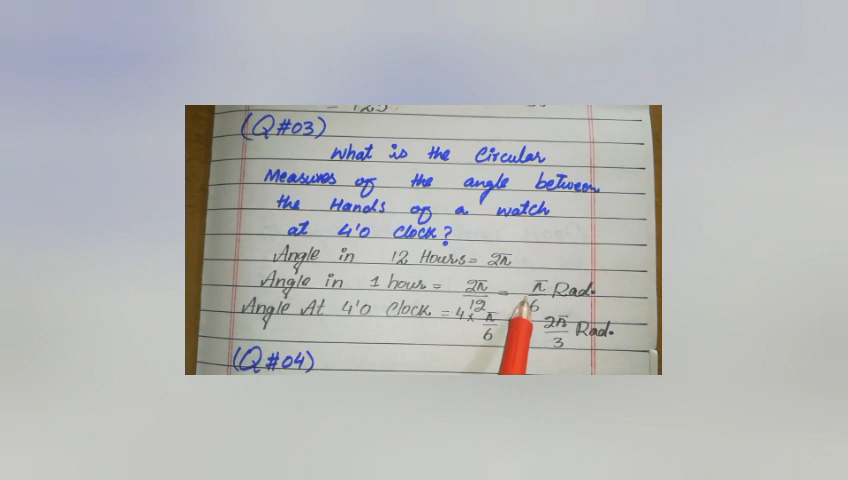 (Q#03)
What is the Circular
Measures of the angle between
the Hands of a watch
at 4'0 Clock?
Angle in 12 Hours = 2π
Angle in 1 hour = 2π/12 = π/6 Rad.
Angle At 4'0 Clock = 4 x π/6 2π/3 Rad.
(Q#04)